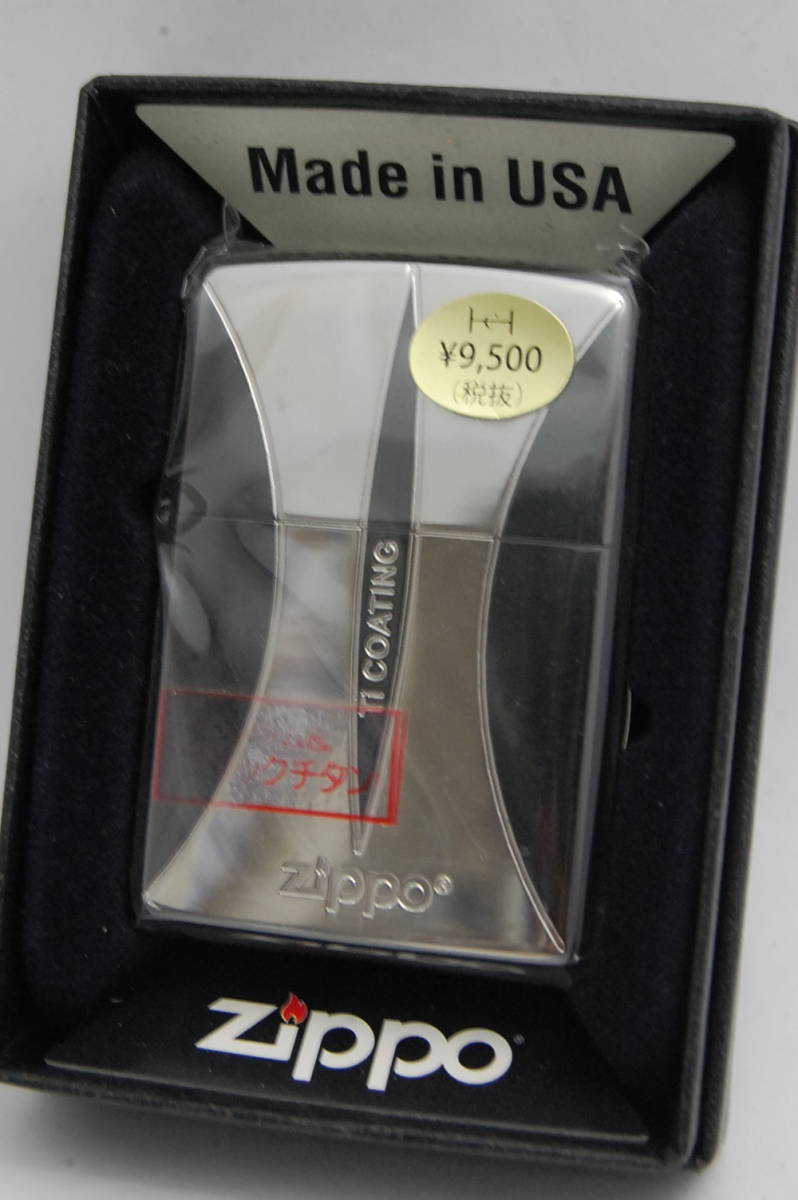 Made in USA
¥9,500
(税抜)
TI COATING
クチタン
zippo
zippo